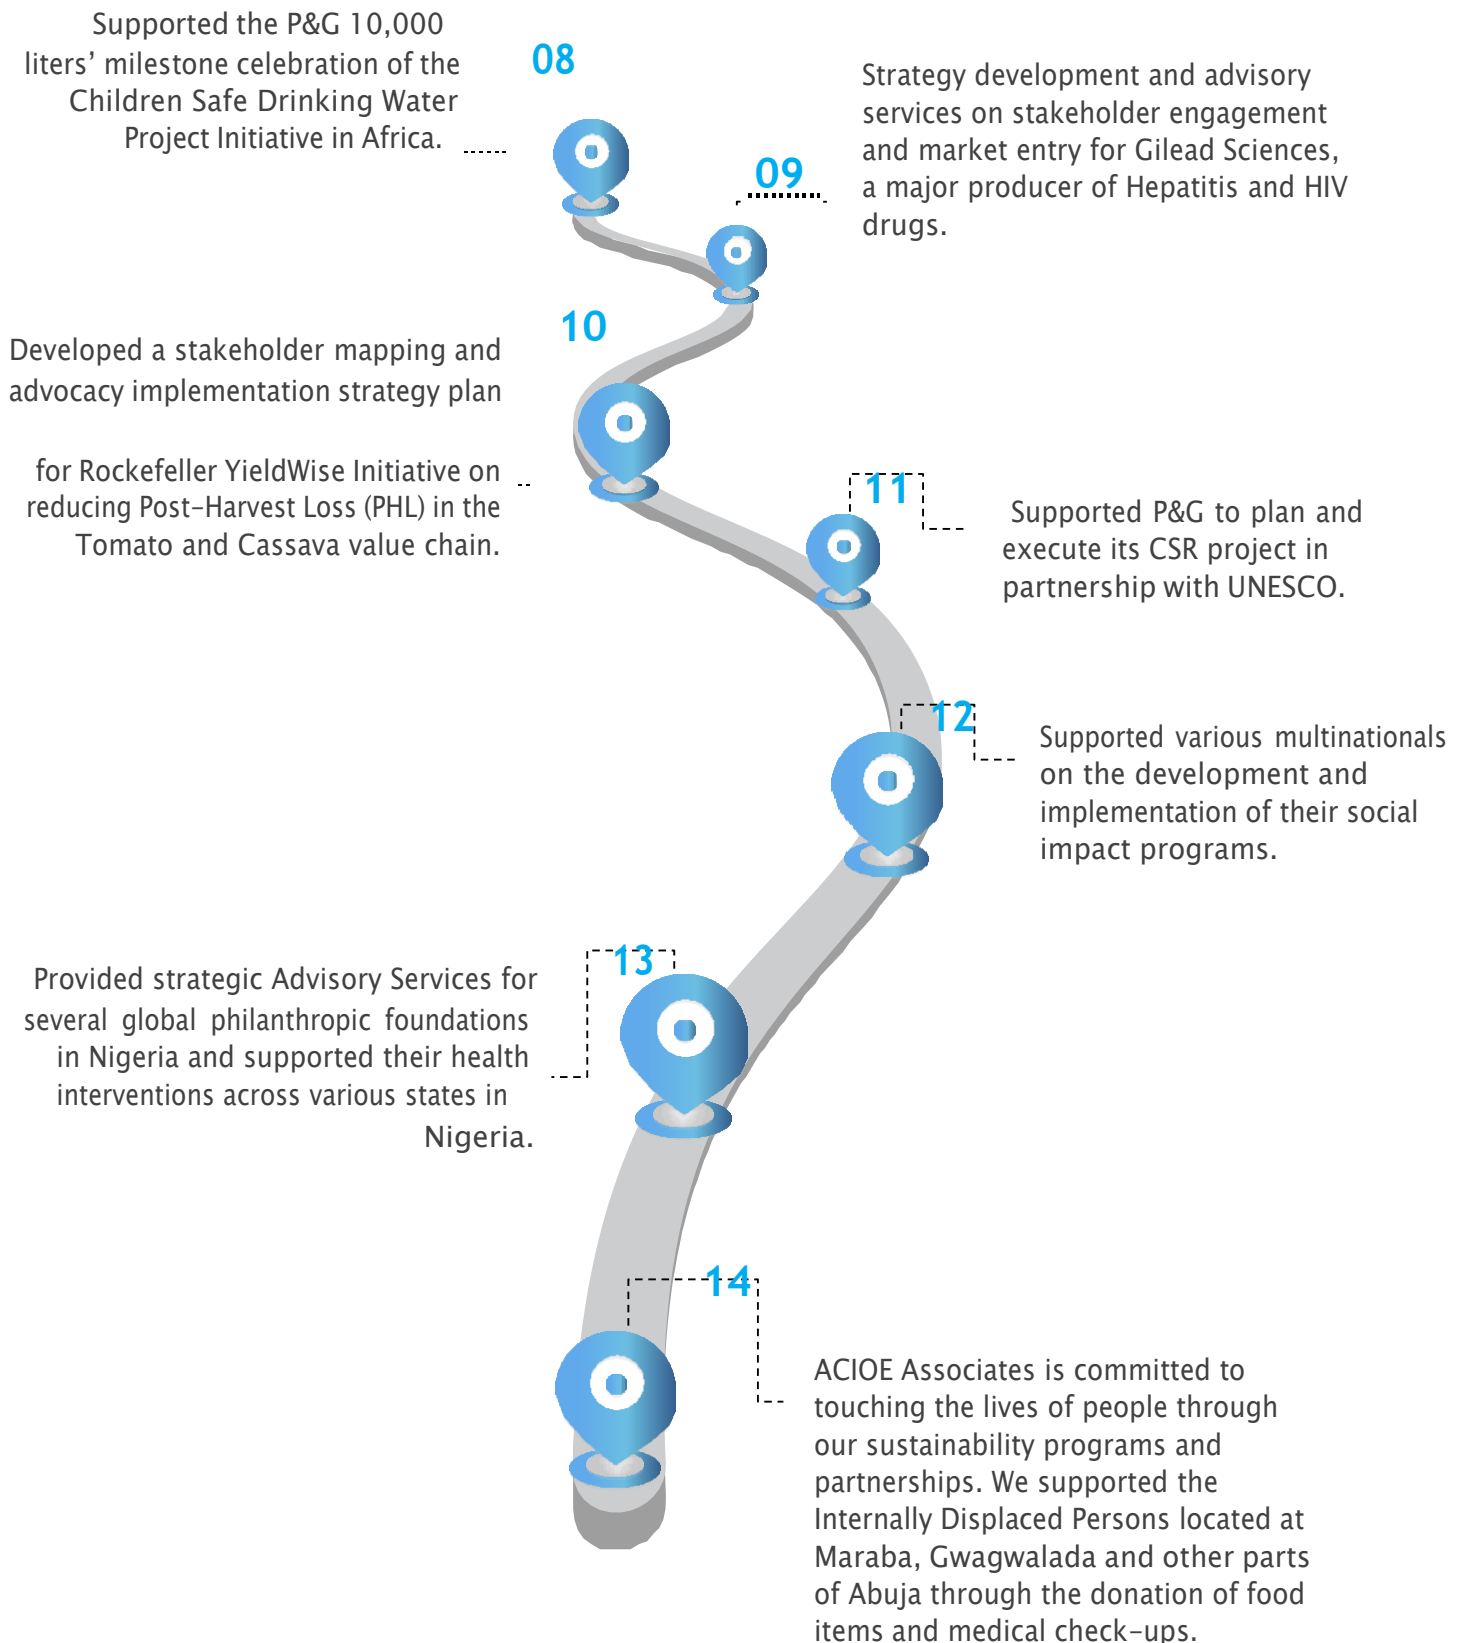 08
Supported the P&G 10,000
liters’ milestone celebration of the
Children Safe Drinking Water
Project Initiative in Africa.
09
Strategy development and advisory
services on stakeholder engagement
and market entry for Gilead Sciences,
a major producer of Hepatitis and HIV
drugs.
10
Developed a stakeholder mapping and
advocacy implementation strategy plan
for Rockefeller YieldWise Initiative on
reducing Post-Harvest Loss (PHL) in the
Tomato and Cassava value chain.
11
Supported P&G to plan and
execute its CSR project in
partnership with UNESCO.
12
Supported various multinationals
on the development and
implementation of their social
impact programs.
13
Provided strategic Advisory Services for
several global philanthropic foundations
in Nigeria and supported their health
interventions across various states in
Nigeria.
14
ACIOE Associates is committed to
touching the lives of people through
our sustainability programs and
partnerships. We supported the
Internally Displaced Persons located at
Maraba, Gwagwalada and other parts
of Abuja through the donation of food
items and medical check-ups.